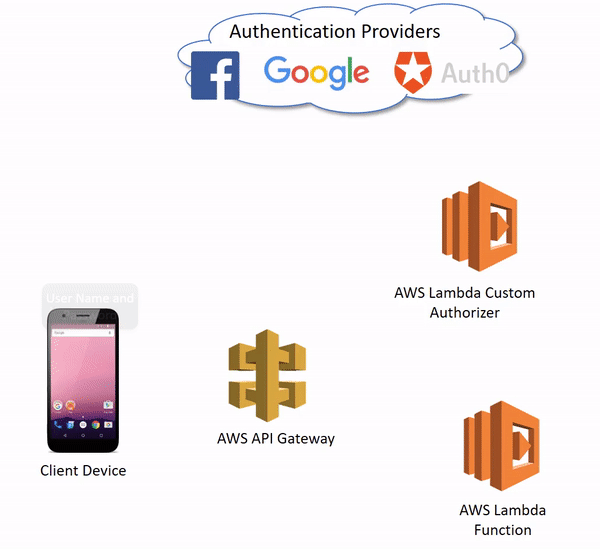 Authentication Providers
f
Google
Auth0
AWS Lambda Custom
Authorizer
User Name and
Google
AWS API Gateway
Client Device
AWS Lambda
Function